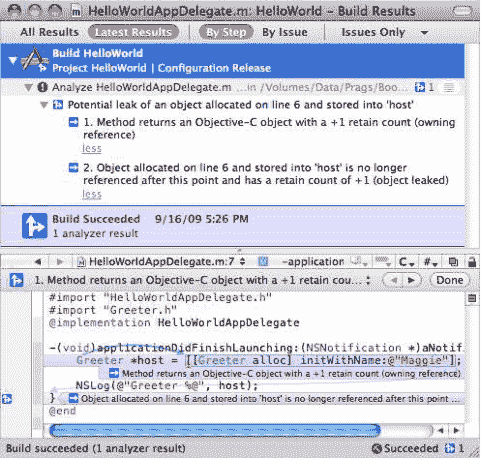 HelloWorldAppDelegate.m: HelloWorld – Build Results
All Results Latest Results By Step By Issue Issues Only
Build HelloWorld
Project HelloWorld | Configuration Release
Analyze HelloWorldAppDelegate.m ...in /Volumes/Data/Prags/Boo... 1
Potential leak of an object allocated on line 6 and stored into 'host'
1. Method returns an Objective-C object with a +1 retain count (owning
reference)
less
2. Object allocated on line 6 and stored into 'host' is no longer
referenced after this point and has a retain count of +1 (object leaked)
less
Build Succeeded 9/16/09 5:26 PM
1 analyzer result
HelloWorldAppDelegate.m:7 -application C #
1. Method returns an Objective-C object with a +1 retain cou... Done
#import "HelloWorldAppDelegate.h"
#import "Greeter.h"
@implementation HelloWorldAppDelegate
-(void)applicationDidFinishLaunching:(NSNotification *)aNotif
Greeter *host = [[Greeter alloc] initWithName:@"Maggie"];
Method returns an Objective-C object with a +1 retain count (owning reference)
NSLog(@"Greeter %@", host);
} Object allocated on line 6 and stored into 'host' is no longer referenced after this point ...
@end
Build succeeded (1 analyzer result) Succeeded 1